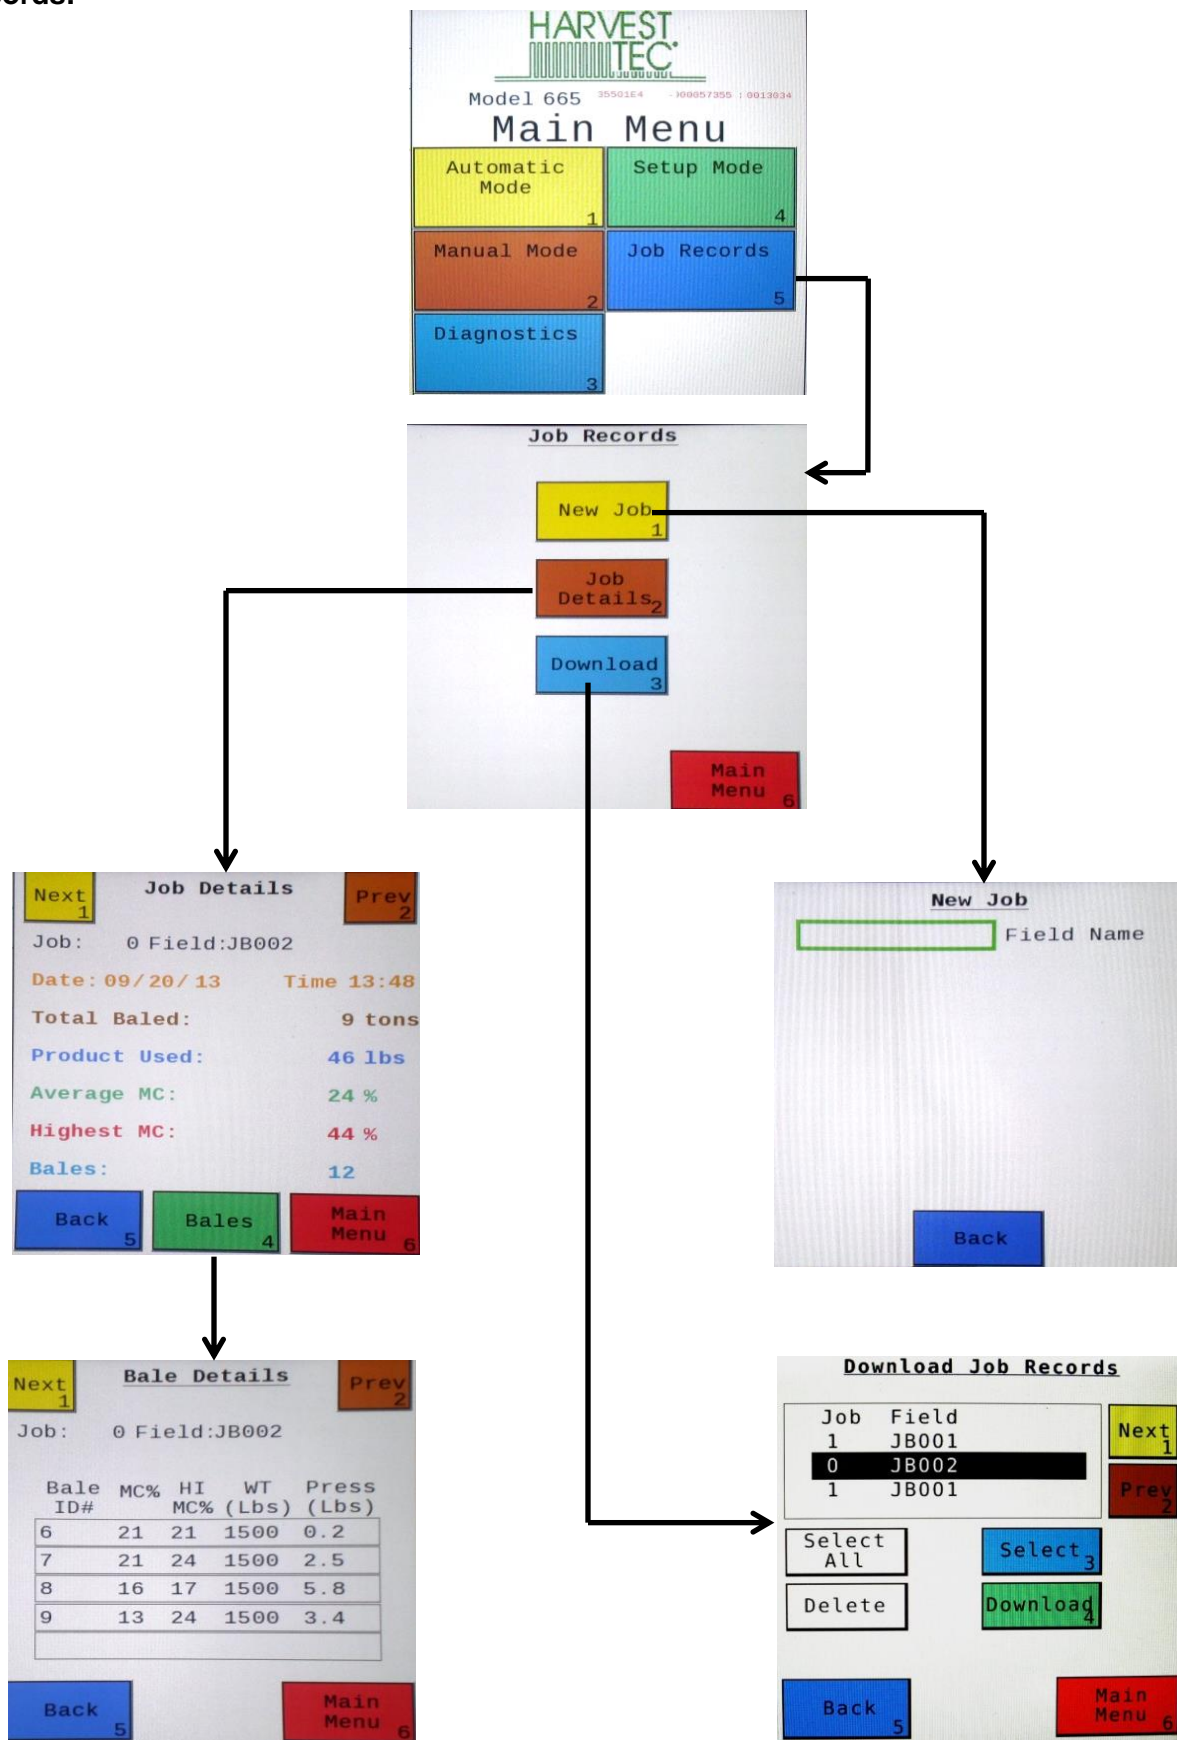 HARVEST
TEC
Model 665
Main Menu
Automatic Mode 1
Setup Mode 4
Manual Mode 2
Job Records 5
Diagnostics 3
Job Records
New Job 1
Job Details 2
Download 3
Main Menu 6
Next 1
Job Details
Prev 2
Job: 0 Field:JB002
Date:09/20/13 Time 13:48
Total Baled: 9 tons
Product Used: 46 lbs
Average MC: 24 %
Highest MC: 44 %
Bales: 12
Back 5
Bales 4
Main Menu 6
New Job
Field Name
Back
Next 1
Bale Details
Prev 2
Job: 0 Field:JB002
Bale ID# MC% HI MC% WT (Lbs) Press (Lbs)
6 21 21 1500 0.2
7 21 24 1500 2.5
8 16 17 1500 5.8
9 13 24 1500 3.4
Back 5
Main Menu 6
Download Job Records
Job Field
1 JB001
0 JB002
1 JB001
Next 1
Prev 2
Select All
Select 3
Delete
Download 4
Back 5
Main Menu 6